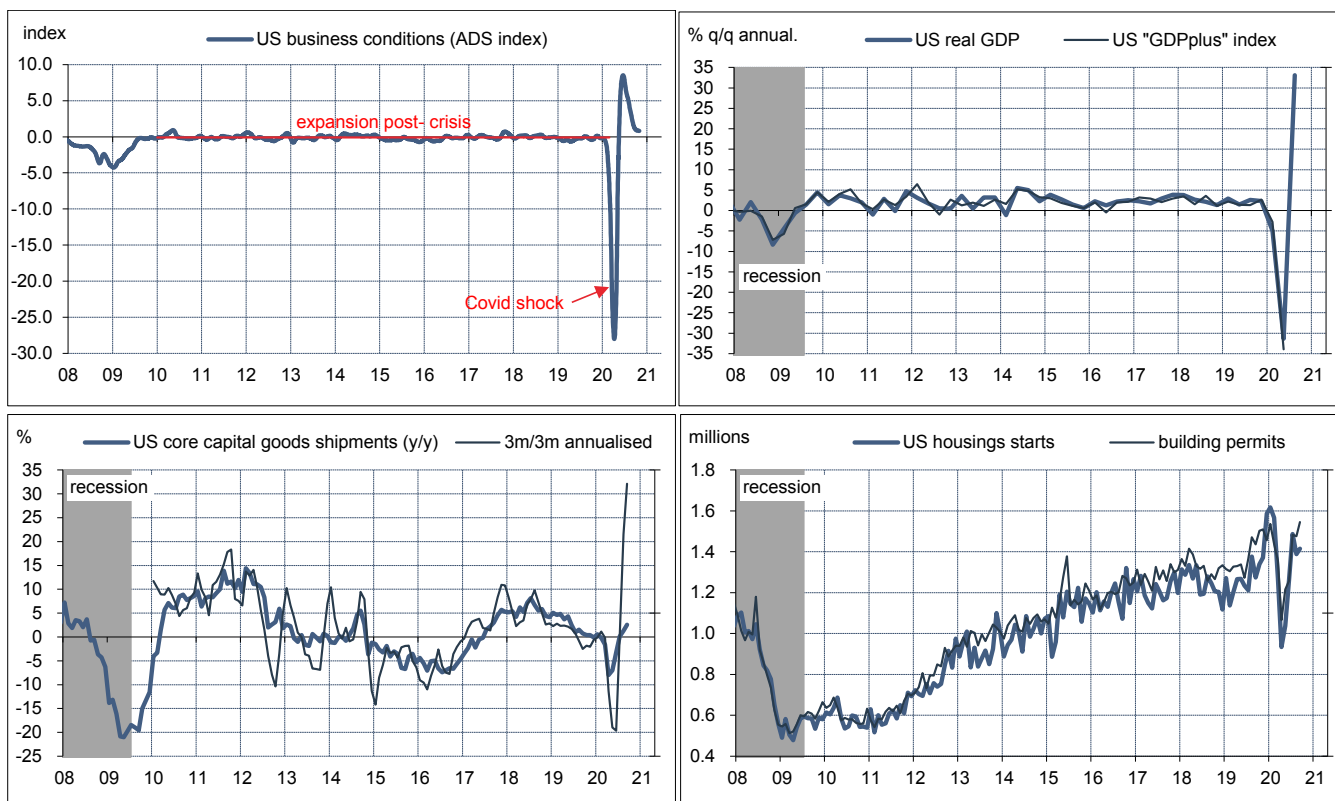 index
US business conditions (ADS index)
10.0
5.0
0.0
-5.0
-10.0
-15.0
-20.0
-25.0
-30.0
expansion post- crisis
Covid shock
08 09 10 11 12 13 14 15 16 17 18 19 20 21
% q/q annual.
US real GDP
US "GDPplus" index
35
30
25
20
15
10
5
0
-5
-10
-15
-20
-25
-30
-35
recession
08 09 10 11 12 13 14 15 16 17 18 19 20 21
%
US core capital goods shipments (y/y)
3m/3m annualised
35
30
25
20
15
10
5
0
-5
-10
-15
-20
-25
recession
08 09 10 11 12 13 14 15 16 17 18 19 20 21
millions
US housings starts
building permits
1.8
1.6
1.4
1.2
1.0
0.8
0.6
0.4
recession
08 09 10 11 12 13 14 15 16 17 18 19 20 21